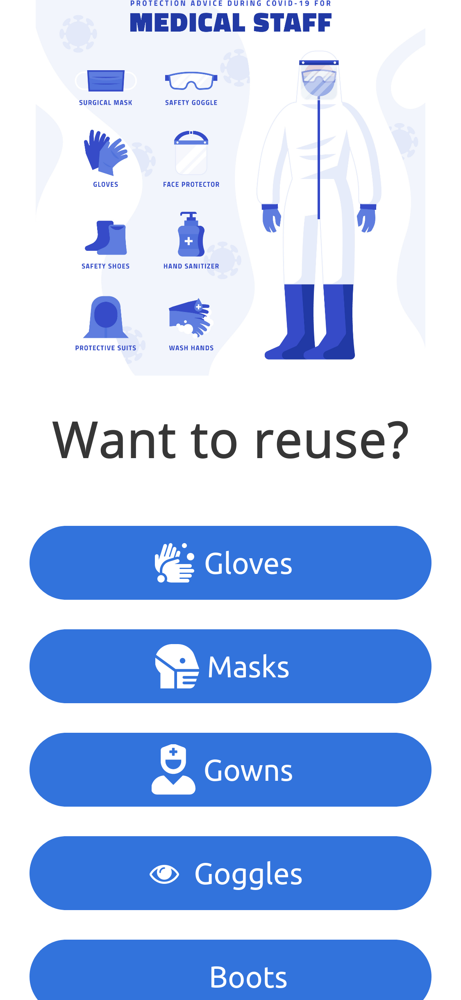 PROTECTION ADVICE DURING COVID-19 FOR
MEDICAL STAFF
SURGICAL MASK
SAFETY GOGGLE
GLOVES
FACE PROTECTOR
SAFETY SHOES
HAND SANITIZER
PROTECTIVE SUITS
WASH HANDS
Want to reuse?
Gloves
Masks
Gowns
Goggles
Boots